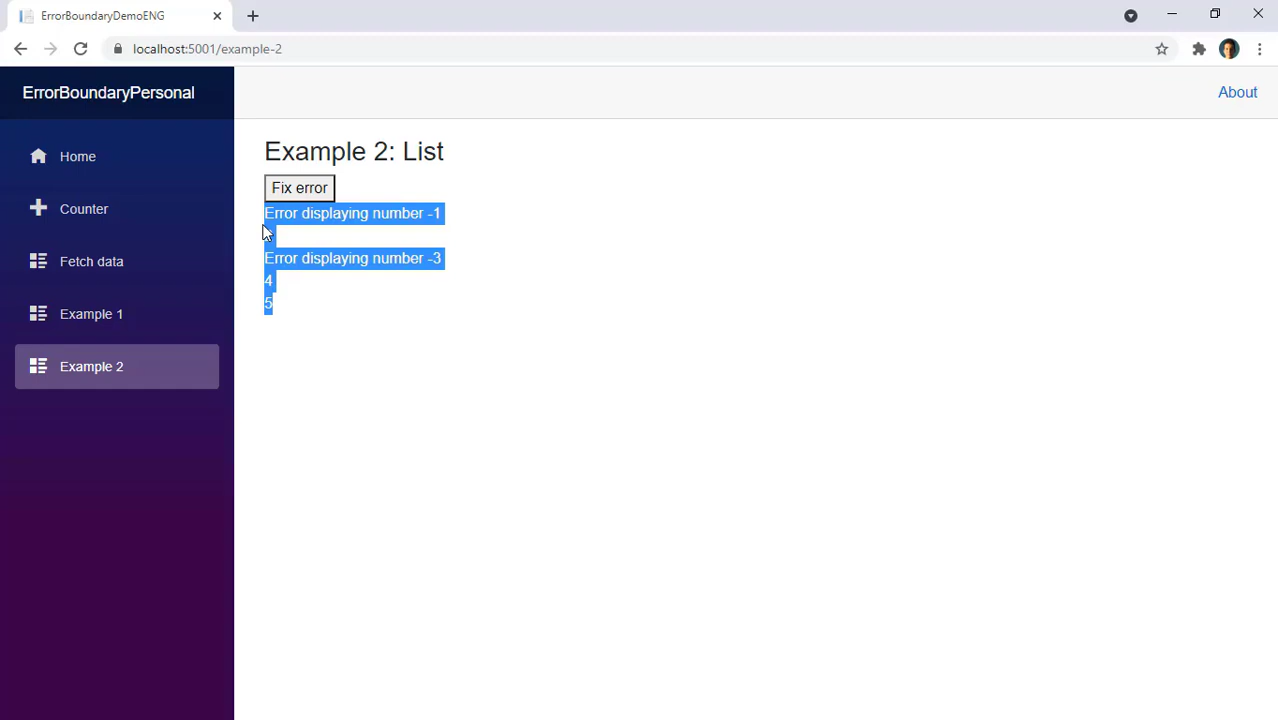 ErrorBoundaryDemoENG
localhost:5001/example-2
ErrorBoundaryPersonal
About
Home
Counter
Fetch data
Example 1
Example 2
Example 2: List
Fix error
Error displaying number -1
Error displaying number -3
4
5